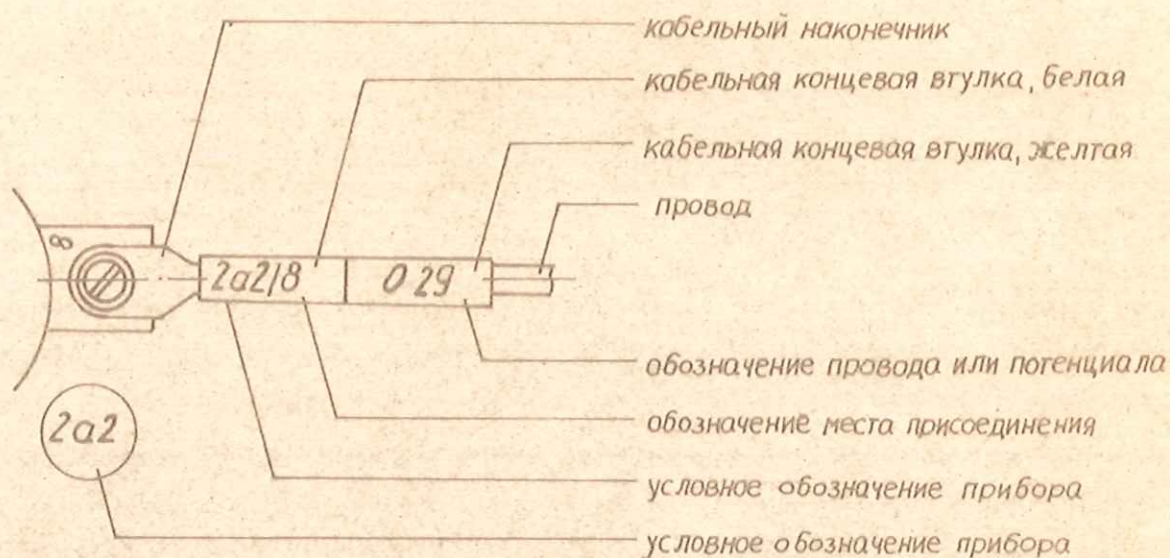 кабельный наконечник
кабельная концевая втулка, белая
кабельная концевая втулка, желтая
провод
8
2а2/8
0 29
обозначение провода или потенциала
обозначение места присоединения
2а2
условное обозначение прибора
условное обозначение прибора